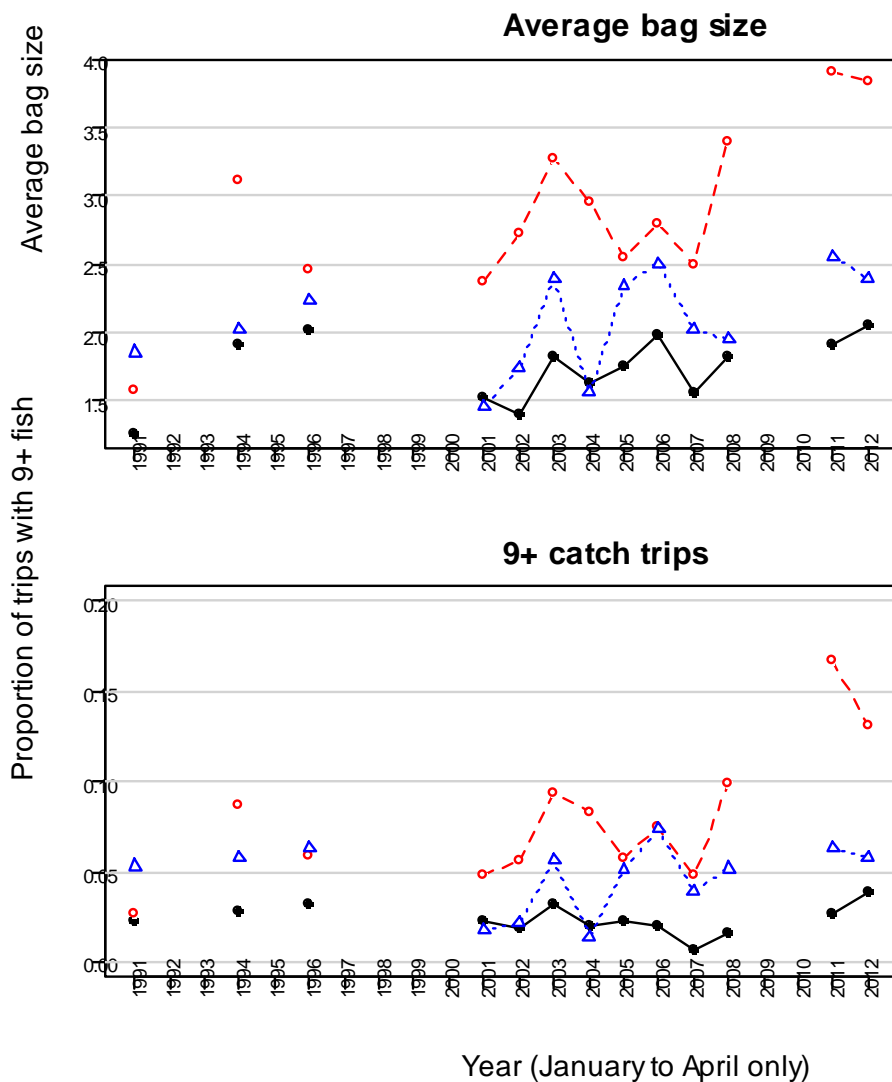 Average bag size
Average bag size
4.0
3.5
3.0
2.5
2.0
1.5
1991 1992 1993 1994 1995 1996 1997 1998 1999 2000 2001 2002 2003 2004 2005 2006 2007 2008 2009 2010 2011 2012
Proportion of trips with 9+ fish
9+ catch trips
0.20
0.15
0.10
0.05
0.00
1991 1992 1993 1994 1995 1996 1997 1998 1999 2000 2001 2002 2003 2004 2005 2006 2007 2008 2009 2010 2011 2012
Year (January to April only)